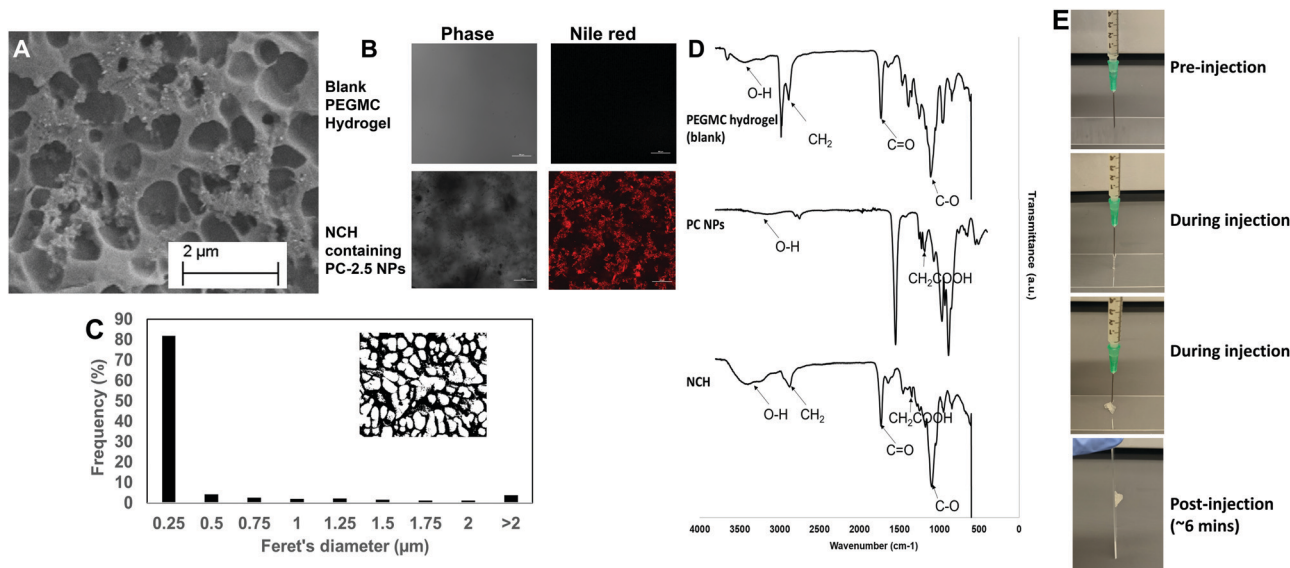 A
2 µm
B
Phase
Nile red
Blank
PEGMC
Hydrogel
NCH
containing
PC-2.5 NPs
C
Frequency (%)
90
80
70
60
50
40
30
20
10
0
0.25 0.5 0.75 1 1.25 1.5 1.75 2 >2
Feret's diameter (µm)
D
O-H
PEGMC hydrogel
(blank)
CH₂
C=O
C-O
PC NPs
O-H
CH₂COOH
NCH
O-H
CH₂
CH₂COOH
C=O
C-O
4000 3500 3000 2500 2000 1500 1000 500 0
Wavenumber (cm-1)
Transmittance (a.u.)
E
Pre-injection
During injection
During injection
Post-injection
(~6 mins)